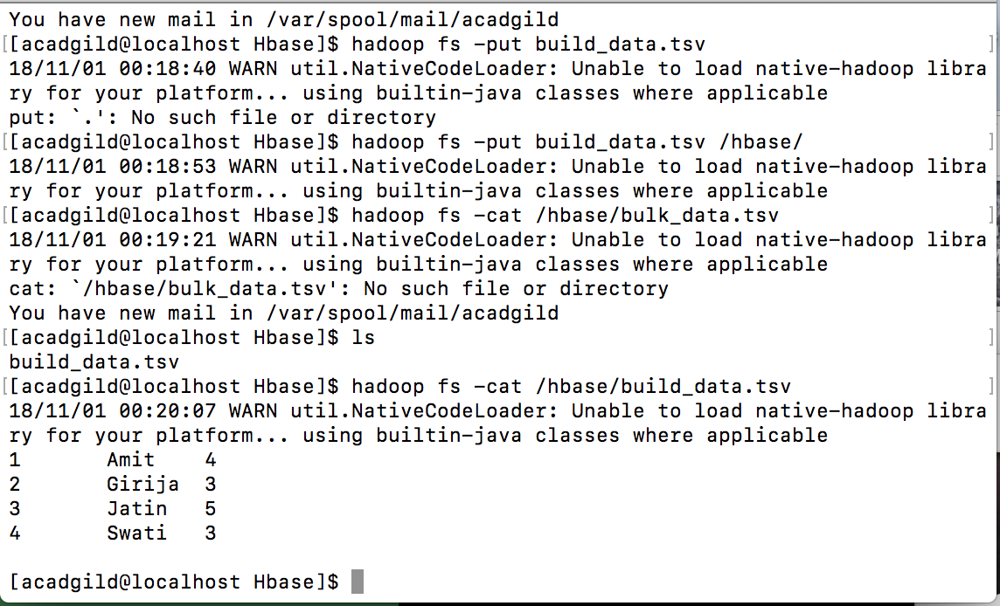 You have new mail in /var/spool/mail/acadgild
[[acadgild@localhost Hbase]$ hadoop fs -put build_data.tsv ]
18/11/01 00:18:40 WARN util.NativeCodeLoader: Unable to load native-hadoop libra
ry for your platform... using builtin-java classes where applicable
put: `.': No such file or directory
[[acadgild@localhost Hbase]$ hadoop fs -put build_data.tsv /hbase/ ]
18/11/01 00:18:53 WARN util.NativeCodeLoader: Unable to load native-hadoop libra
ry for your platform... using builtin-java classes where applicable
[[acadgild@localhost Hbase]$ hadoop fs -cat /hbase/bulk_data.tsv ]
18/11/01 00:19:21 WARN util.NativeCodeLoader: Unable to load native-hadoop libra
ry for your platform... using builtin-java classes where applicable
cat: `/hbase/bulk_data.tsv': No such file or directory
You have new mail in /var/spool/mail/acadgild
[[acadgild@localhost Hbase]$ ls ]
build_data.tsv
[[acadgild@localhost Hbase]$ hadoop fs -cat /hbase/build_data.tsv ]
18/11/01 00:20:07 WARN util.NativeCodeLoader: Unable to load native-hadoop libra
ry for your platform... using builtin-java classes where applicable
1 Amit 4
2 Girija 3
3 Jatin 5
4 Swati 3
[acadgild@localhost Hbase]$